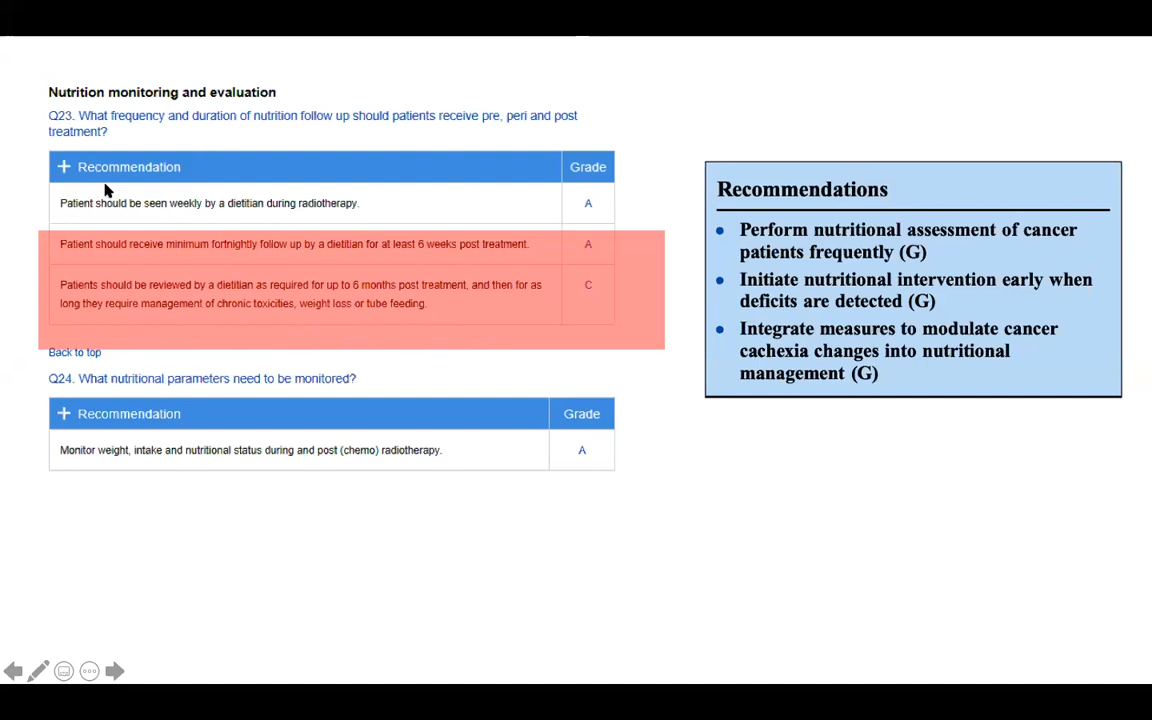 Nutrition monitoring and evaluation
Q23. What frequency and duration of nutrition follow up should patients receive pre, peri and post
treatment?
+ Recommendation Grade
Patient should be seen weekly by a dietitian during radiotherapy. A
Patient should receive minimum fortnightly follow up by a dietitian for at least 6 weeks post treatment. A
Patients should be reviewed by a dietitian as required for up to 6 months post treatment, and then for as C
long they require management of chronic toxicities, weight loss or tube feeding.
Back to top
Q24. What nutritional parameters need to be monitored?
+ Recommendation Grade
Monitor weight, intake and nutritional status during and post (chemo) radiotherapy. A
Recommendations
• Perform nutritional assessment of cancer
patients frequently (G)
• Initiate nutritional intervention early when
deficits are detected (G)
• Integrate measures to modulate cancer
cachexia changes into nutritional
management (G)